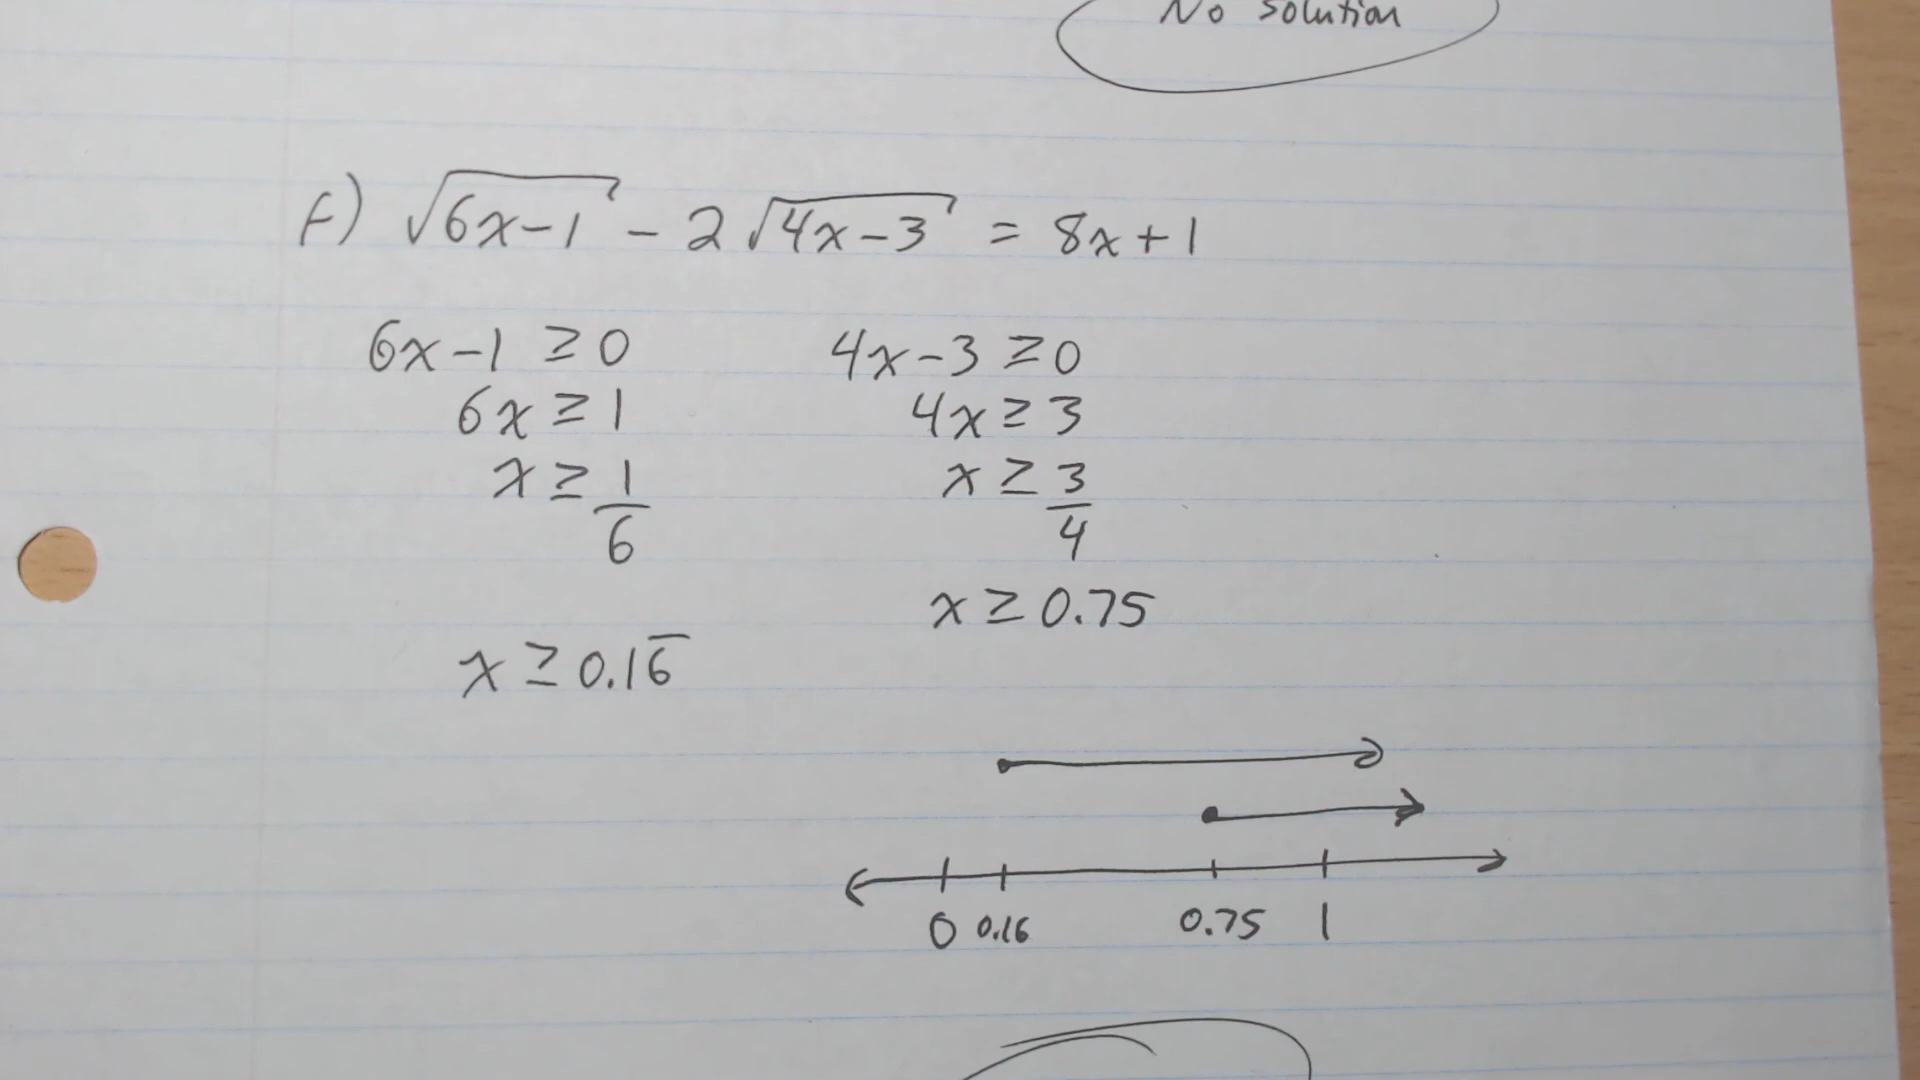 No solution
f) √(6x-1) - 2√(4x-3) = 8x+1
6x-1 ≥ 0
6x ≥ 1
x ≥ 1/6
x ≥ 0.16̅
4x-3 ≥ 0
4x ≥ 3
x ≥ 3/4
x ≥ 0.75
0 0.16 0.75 1